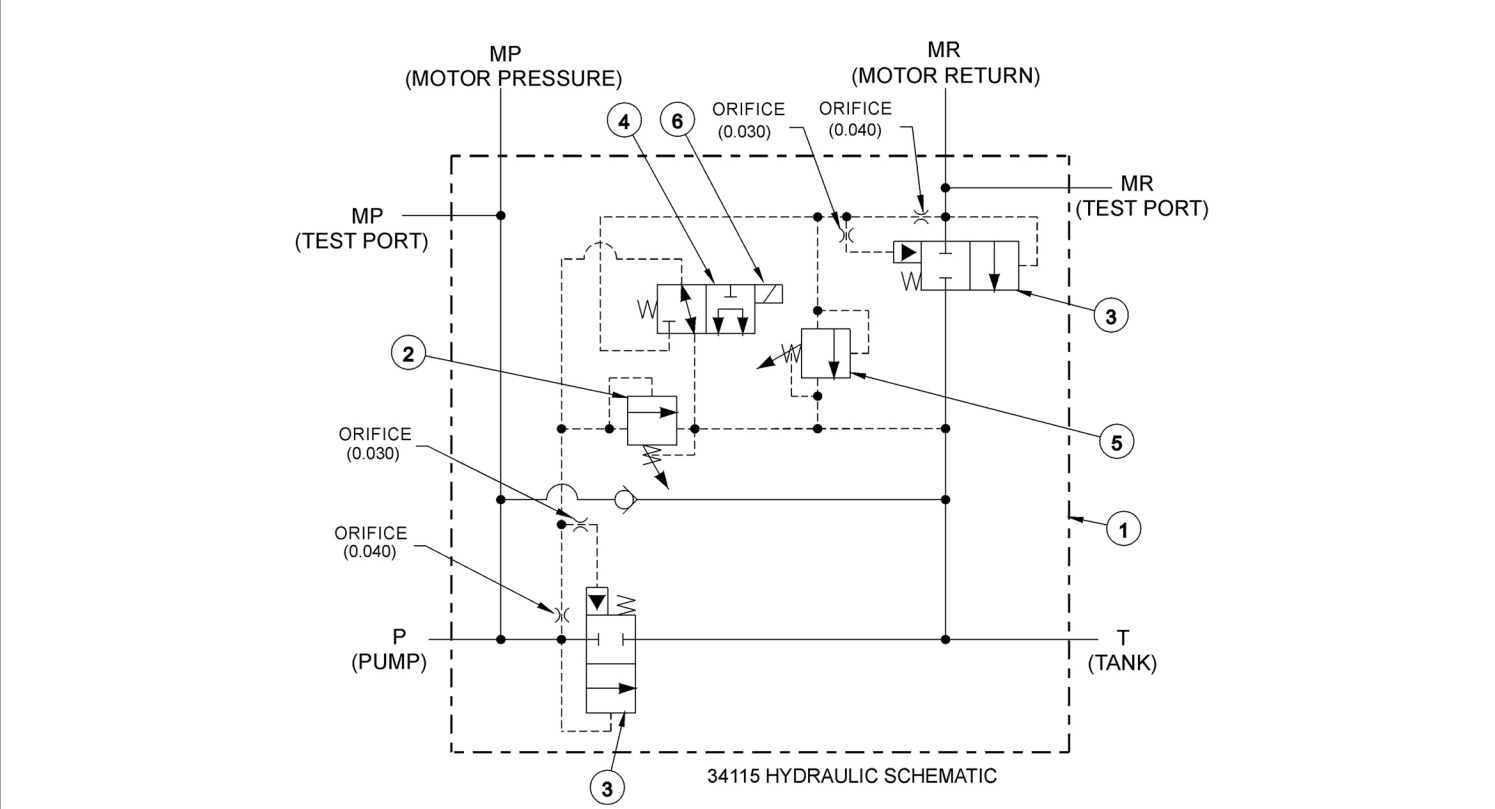 MP
(MOTOR PRESSURE)
MR
(MOTOR RETURN)
4
6
ORIFICE
(0.030)
ORIFICE
(0.040)
MR
(TEST PORT)
MP
(TEST PORT)
3
2
5
ORIFICE
(0.030)
1
ORIFICE
(0.040)
P
(PUMP)
T
(TANK)
3
34115 HYDRAULIC SCHEMATIC